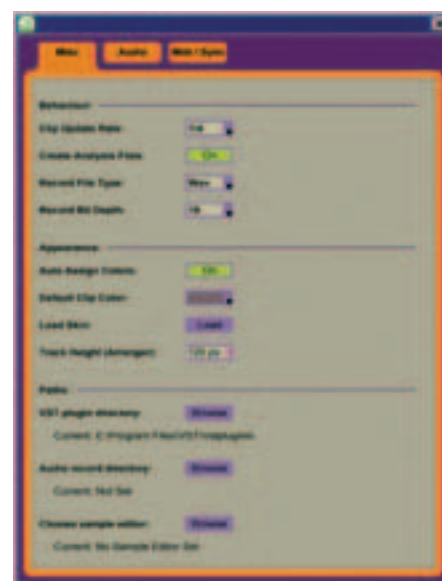 Misc
Audio
Midi / Sync
Behaviour
Clip Update Rate:
Create Analysis Files: On
Record File Type: Wav
Record Bit Depth: 16
Appearance
Auto Assign Colors: On
Default Clip Color:
Load Skin: Load
Track Height (Arranger):
Paths
VST plugin directory: Browse
Current:
Audio record directory: Browse
Current: Not Set
Choose sample editor: Browse
Current: No Sample Editor Set